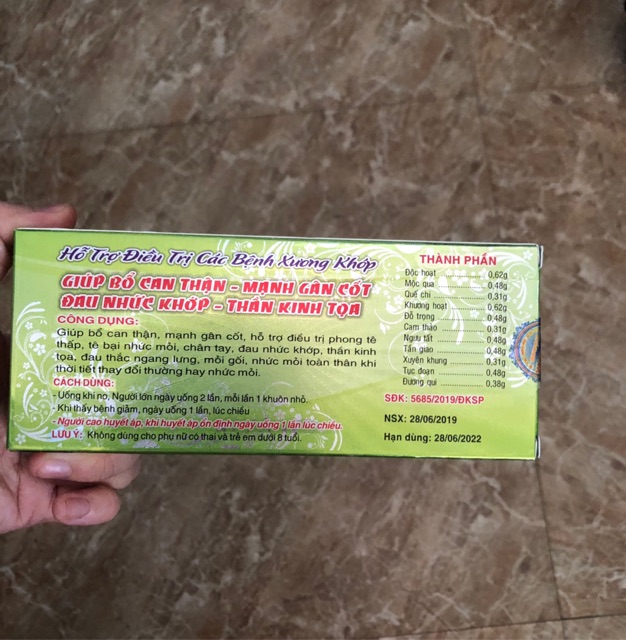 Hỗ Trợ Điều Trị Các Bệnh Xương Khớp
GIÚP BỔ CAN THẬN - MẠNH GÂN CỐT
ĐAU NHỨC KHỚP - THẦN KINH TỌA
CÔNG DỤNG:
Giúp bổ can thận, mạnh gân cốt, hỗ trợ điều trị phong tê
thấp, tê bại nhức mỏi, chân tay, đau nhức khớp, thần kinh
tọa, đau thắc ngang lưng, mỏi gối, nhức mỏi toàn thân khi
thời tiết thay đổi thường hay nhức mỏi.
CÁCH DÙNG:
- Uống khi no, Người lớn ngày uống 2 lần, mỗi lần 1 khuôn nhỏ.
- Khi thấy bệnh giảm, ngày uống 1 lần, lúc chiều
- Người cao huyết áp, khi huyết áp ổn định ngày uống 1 lần lúc chiều.
LƯU Ý: Không dùng cho phụ nữ có thai và trẻ em dưới 8 tuổi.
THÀNH PHẦN
Độc hoạt ........... 0,62g
Mộc qua ........... 0,48g
Quế chi ........... 0,31g
Khương hoạt ........... 0,62g
Đỗ trọng ........... 0,48g
Cam thảo ........... 0,31g
Ngưu tất ........... 0,48g
Tần giao ........... 0,48g
Xuyên khung ........... 0,31g
Tục đoạn ........... 0,48g
Đương qui ........... 0,38g
SĐK: 5685/2019/ĐKSP
NSX: 28/06/2019
Hạn dùng: 28/06/2022